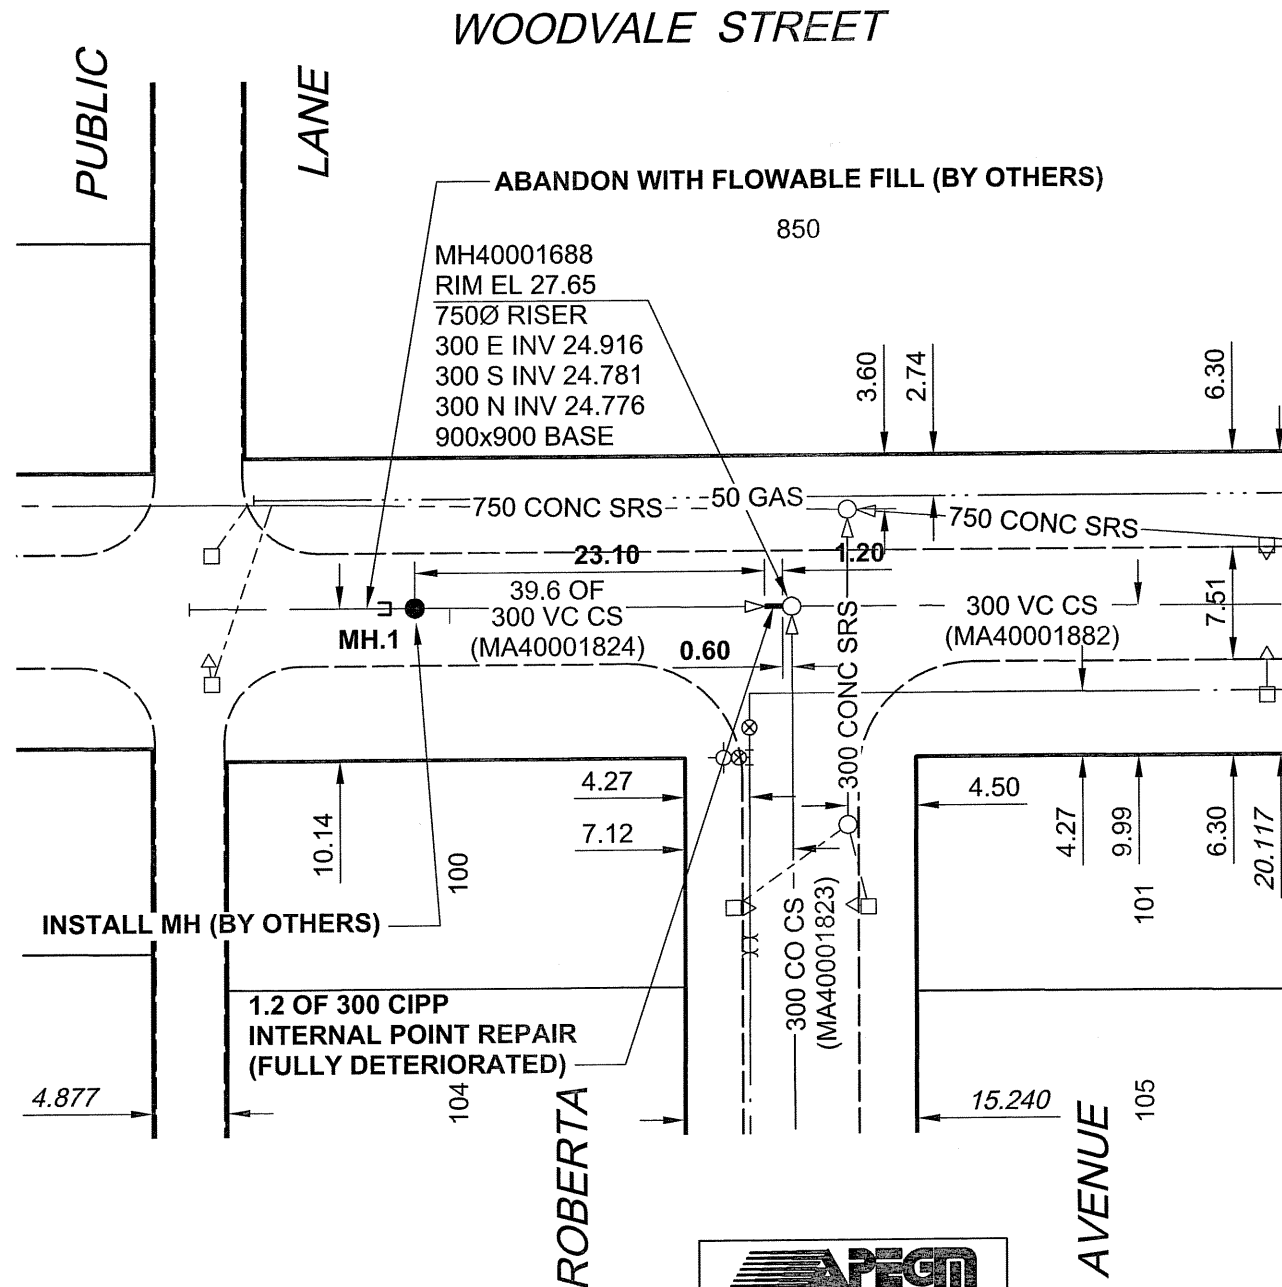 WOODVALE STREET
PUBLIC
LANE
ABANDON WITH FLOWABLE FILL (BY OTHERS)
850
MH40001688
RIM EL 27.65
750Ø RISER
300 E INV 24.916
300 S INV 24.781
300 N INV 24.776
900x900 BASE
3.60
2.74
6.30
750 CONC SRS
50 GAS
750 CONC SRS
23.10
1.20
39.6 OF
300 VC CS
(MA40001824)
MH.1
0.60
300 CONC SRS
300 VC CS
(MA40001882)
7.51
4.27
7.12
4.50
10.14
100
4.27
9.99
6.30
20.117
101
INSTALL MH (BY OTHERS)
300 CO CS
(MA40001823)
1.2 OF 300 CIPP
INTERNAL POINT REPAIR
(FULLY DETERIORATED)
4.877
104
15.240
105
ROBERTA
AVENUE
APEGM